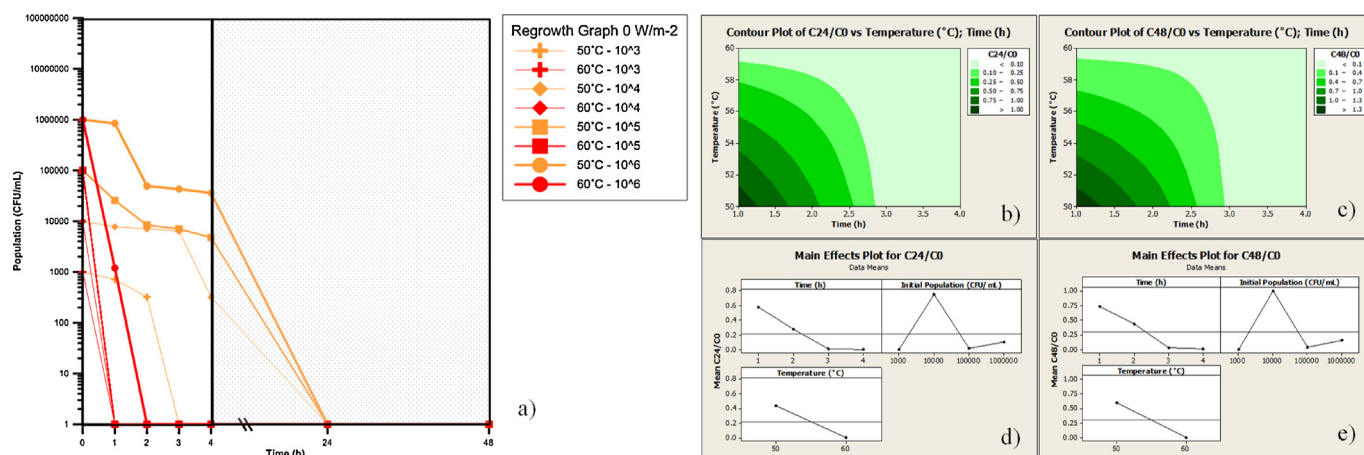 100000000
10000000
1000000
100000
10000
1000
100
10
1
Population (CFU/mL)
0 1 2 3 4 24 48
Time (h)
a)
Regrowth Graph 0 W/m-2
50°C - 10^3
60°C - 10^3
50°C - 10^4
60°C - 10^4
50°C - 10^5
60°C - 10^5
50°C - 10^6
60°C - 10^6
Contour Plot of C24/C0 vs Temperature (°C); Time (h)
60
58
56
54
52
50
Temperature (°C)
1.0 1.5 2.0 2.5 3.0 3.5 4.0
Time (h)
C24/C0
< 0.10
0.10 - 0.25
0.25 - 0.50
0.50 - 0.75
0.75 - 1.00
> 1.00
b)
Contour Plot of C48/C0 vs Temperature (°C); Time (h)
60
58
56
54
52
50
Temperature (°C)
1.0 1.5 2.0 2.5 3.0 3.5 4.0
Time (h)
C48/C0
< 0.1
0.1 - 0.4
0.4 - 0.7
0.7 - 1.0
1.0 - 1.3
> 1.3
c)
Main Effects Plot for C24/C0
Data Means
Time (h) Initial Population (CFU/ mL)
0.8
0.6
0.4
0.2
0.0
1 2 3 4 1000 10000 100000 1000000
Mean C24/C0
Temperature (°C)
0.8
0.6
0.4
0.2
0.0
50 60
d)
Main Effects Plot for C48/C0
Data Means
Time (h) Initial Population (CFU/ mL)
1.00
0.75
0.50
0.25
0.00
1 2 3 4 1000 10000 100000 1000000
Mean C48/C0
Temperature (°C)
1.00
0.75
0.50
0.25
0.0
50 60
e)